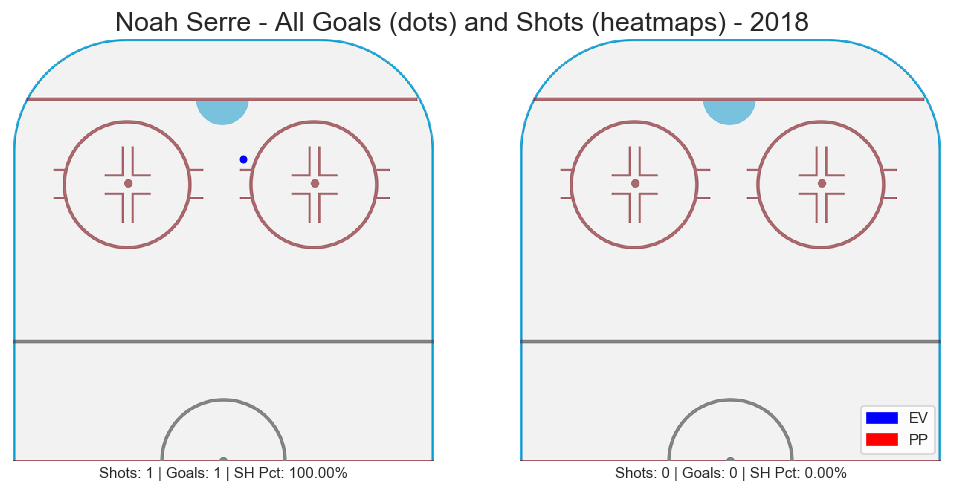 Noah Serre - All Goals (dots) and Shots (heatmaps) - 2018
EV
PP
Shots: 1 | Goals: 1 | SH Pct: 100.00%
Shots: 0 | Goals: 0 | SH Pct: 0.00%